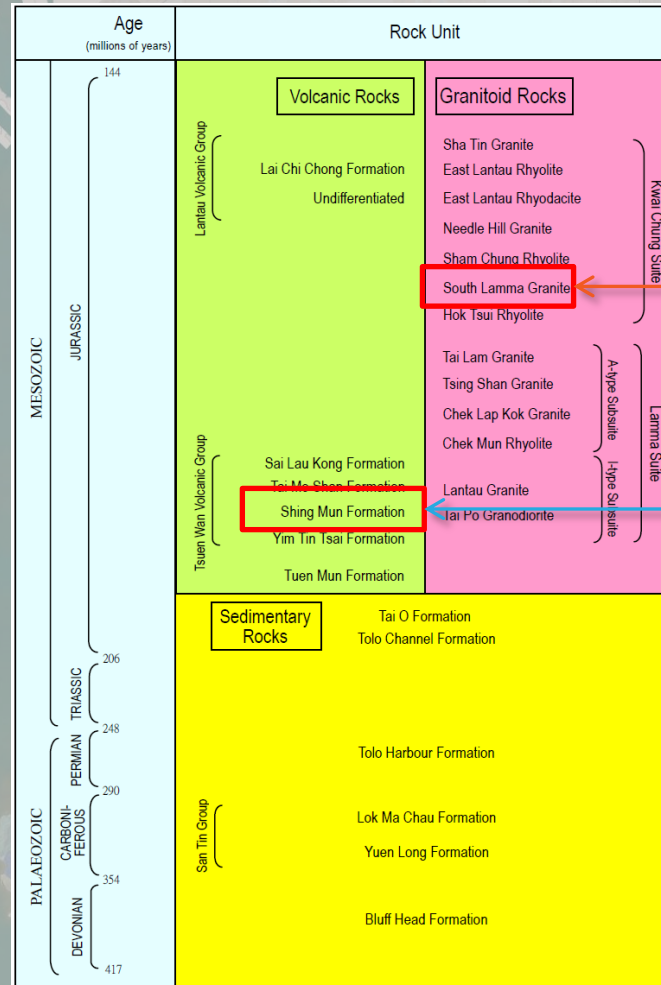 Age
(millions of years)
Rock Unit
144
Volcanic Rocks
Granitoid Rocks
Lantau Volcanic Group
Lai Chi Chong Formation
Undifferentiated
Sha Tin Granite
East Lantau Rhyolite
East Lantau Rhyodacite
Needle Hill Granite
Sham Chung Rhyolite
South Lamma Granite
Hok Tsui Rhyolite
Kwai Chung Suite
MESOZOIC
JURASSIC
Tai Lam Granite
Tsing Shan Granite
Chek Lap Kok Granite
Chek Mun Rhyolite
A-type Subsuite
Lamma Suite
Tsuen Wan Volcanic Group
Sai Lau Kong Formation
Tai Mo Shan Formation
Shing Mun Formation
Yim Tin Tsai Formation
Tuen Mun Formation
Lantau Granite
Tai Po Granodiorite
I-type Subsuite
Sedimentary
Rocks
Tai O Formation
Tolo Channel Formation
206
TRIASSIC
248
PALAEOZOIC
PERMIAN
Tolo Harbour Formation
290
CARBONI-
FEROUS
San Tin Group
Lok Ma Chau Formation
Yuen Long Formation
354
DEVONIAN
Bluff Head Formation
417